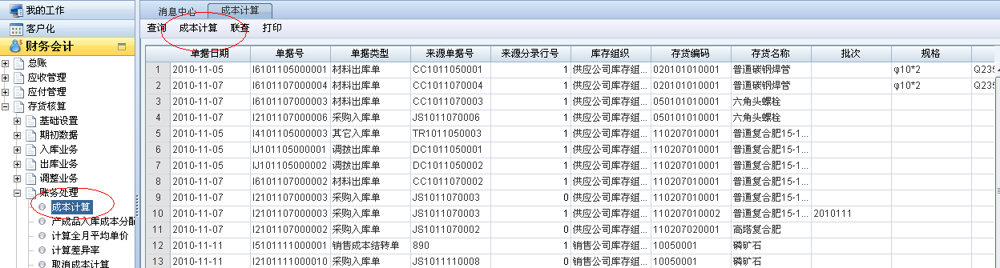 我的工作
客户化
财务会计
总账
应收管理
应付管理
存货核算
基础设置
期初数据
入库业务
出库业务
调整业务
账务处理
成本计算
产成品入库成本分配
计算全月平均单价
计算差异率
取消成本计算
消息中心 成本计算
查询 成本计算 联查 打印
单据日期 单据号 单据类型 来源单据号 来源分录行号 库存组织 存货编码 存货名称 批次 规格
1 2010-11-05 I6101105000001 材料出库单 CC1011050001 1 供应公司库存组... 020101010001 普通碳钢焊管 φ10*2 Q235
2 2010-11-07 I6101107000004 材料出库单 CC1011070004 1 供应公司库存组... 020101010001 普通碳钢焊管 φ10*2 Q235
3 2010-11-07 I6101107000003 材料出库单 CC1011070003 1 供应公司库存组... 050101010001 六角头螺栓
4 2010-11-07 I2101107000006 采购入库单 JS1011070006 1 供应公司库存组... 050101010001 六角头螺栓
5 2010-11-05 I4101105000003 其它入库单 TR1011050003 1 供应公司库存组... 110207010001 普通复合肥15-1...
6 2010-11-05 IJ101105000001 调拨出库单 DC1011050001 1 供应公司库存组... 110207010001 普通复合肥15-1...
7 2010-11-05 IJ101105000002 调拨出库单 DC1011050002 1 供应公司库存组... 110207010001 普通复合肥15-1...
8 2010-11-07 I6101107000002 材料出库单 CC1011070002 1 供应公司库存组... 110207010001 普通复合肥15-1...
9 2010-11-07 I2101107000003 采购入库单 JS1011070003 0 供应公司库存组... 110207010001 普通复合肥15-1...
10 2010-11-07 I2101107000003 采购入库单 JS1011070003 1 供应公司库存组... 110207010002 普通复合肥15-1... 2010111
11 2010-11-07 I2101107000002 采购入库单 JS1011070002 0 供应公司库存组... 110207020001 高塔复合肥
12 2010-11-11 I5101111000001 销售成本结转单 890 1 销售公司库存组... 10050001 磷矿石
13 2010-11-11 I2101111000010 采购入库单 JS1011110008 0 销售公司库存组... 10050001 磷矿石